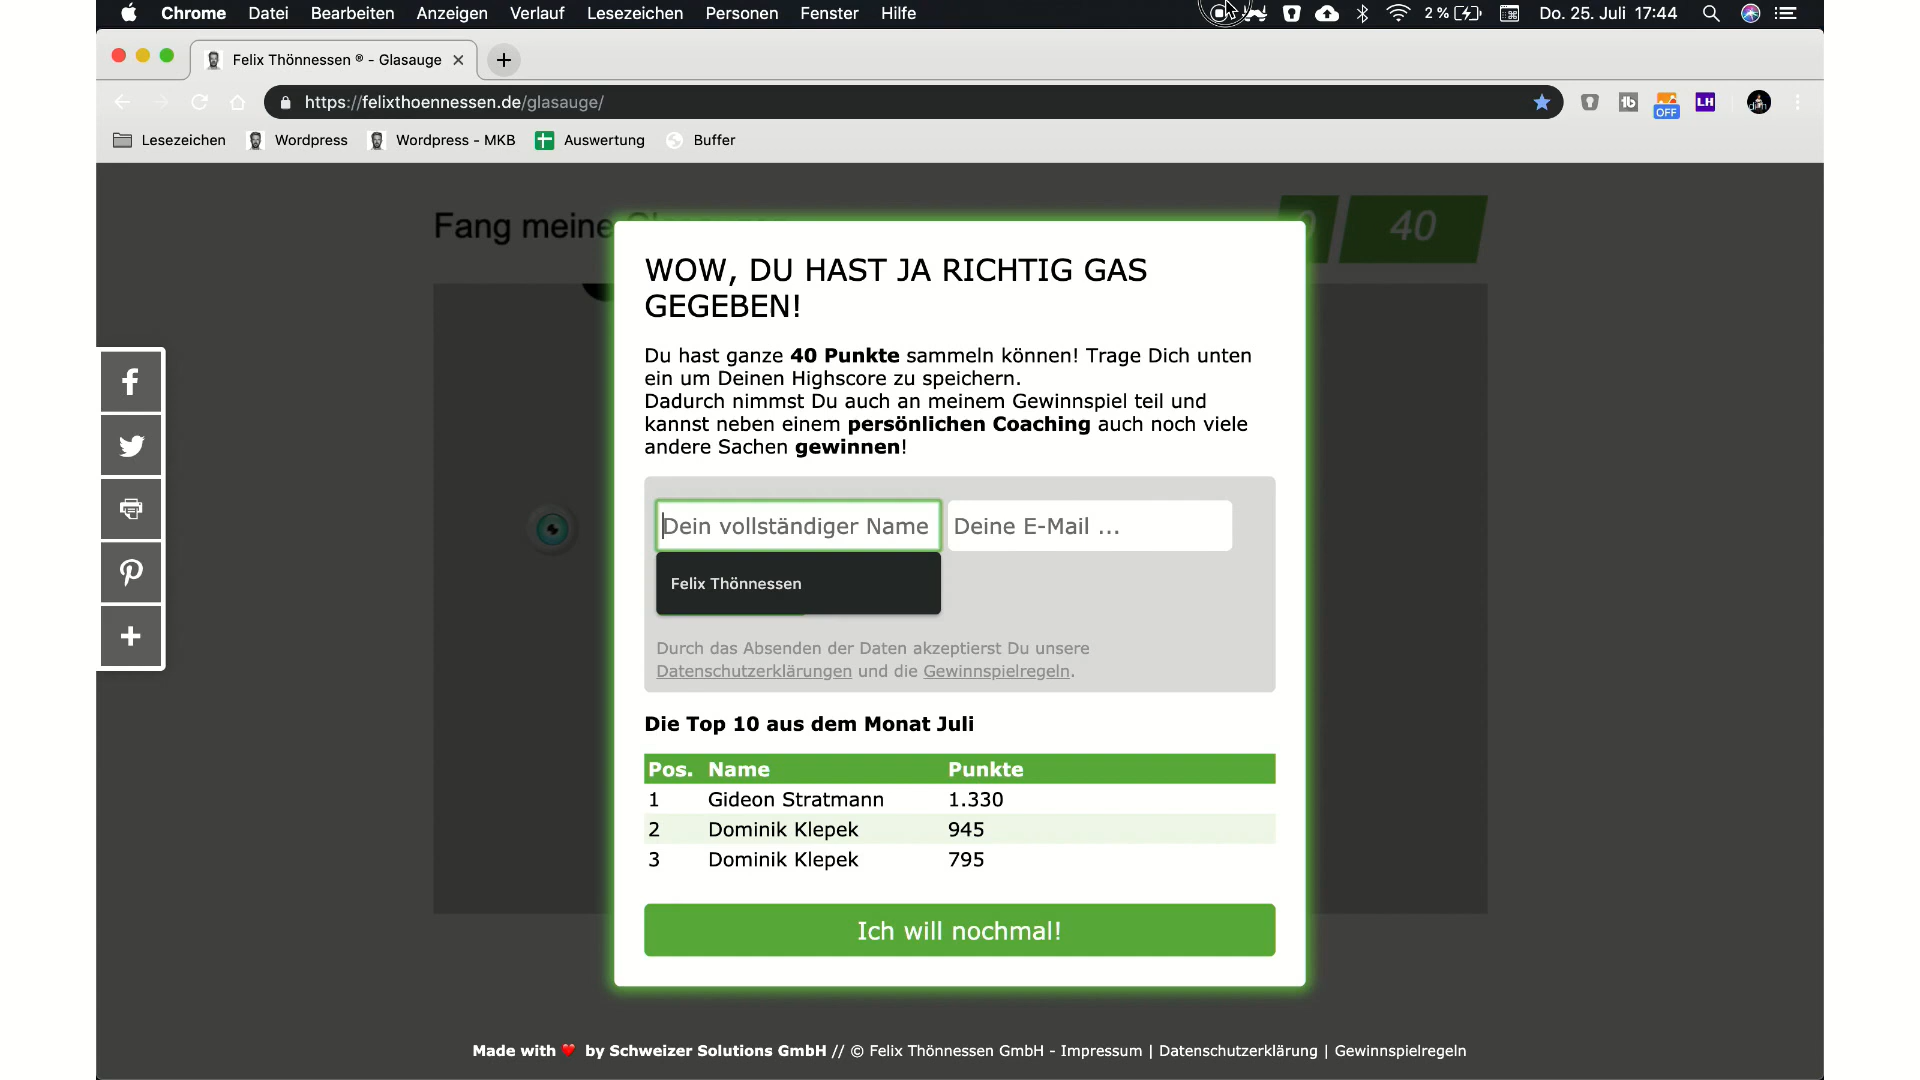 Chrome Datei Bearbeiten Anzeigen Verlauf Lesezeichen Personen Fenster Hilfe 2 % Do. 25. Juli 17:44
Felix Thönnessen ® - Glasauge
https://felixthoennessen.de/glasauge/
OFF
LH
Lesezeichen Wordpress Wordpress - MKB Auswertung Buffer
Fang meine
40
WOW, DU HAST JA RICHTIG GAS
GEGEBEN!
Du hast ganze 40 Punkte sammeln können! Trage Dich unten
ein um Deinen Highscore zu speichern.
Dadurch nimmst Du auch an meinem Gewinnspiel teil und
kannst neben einem persönlichen Coaching auch noch viele
andere Sachen gewinnen!
Dein vollständiger Name Deine E-Mail ...
Felix Thönnessen
Durch das Absenden der Daten akzeptierst Du unsere
Datenschutzerklärungen und die Gewinnspielregeln.
Die Top 10 aus dem Monat Juli
Pos. Name Punkte
1 Gideon Stratmann 1.330
2 Dominik Klepek 945
3 Dominik Klepek 795
Ich will nochmal!
Made with ❤ by Schweizer Solutions GmbH // © Felix Thönnessen GmbH - Impressum | Datenschutzerklärung | Gewinnspielregeln